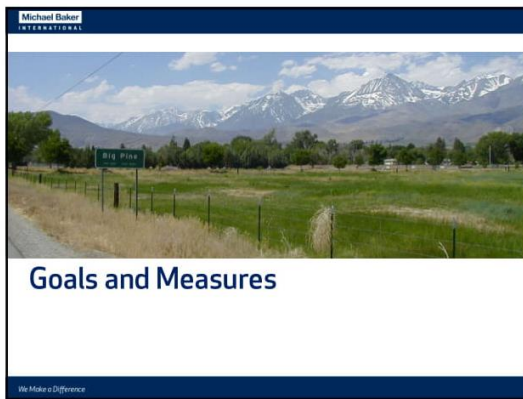 Michael Baker
INTERNATIONAL
Big Pine
Goals and Measures
We Make a Difference